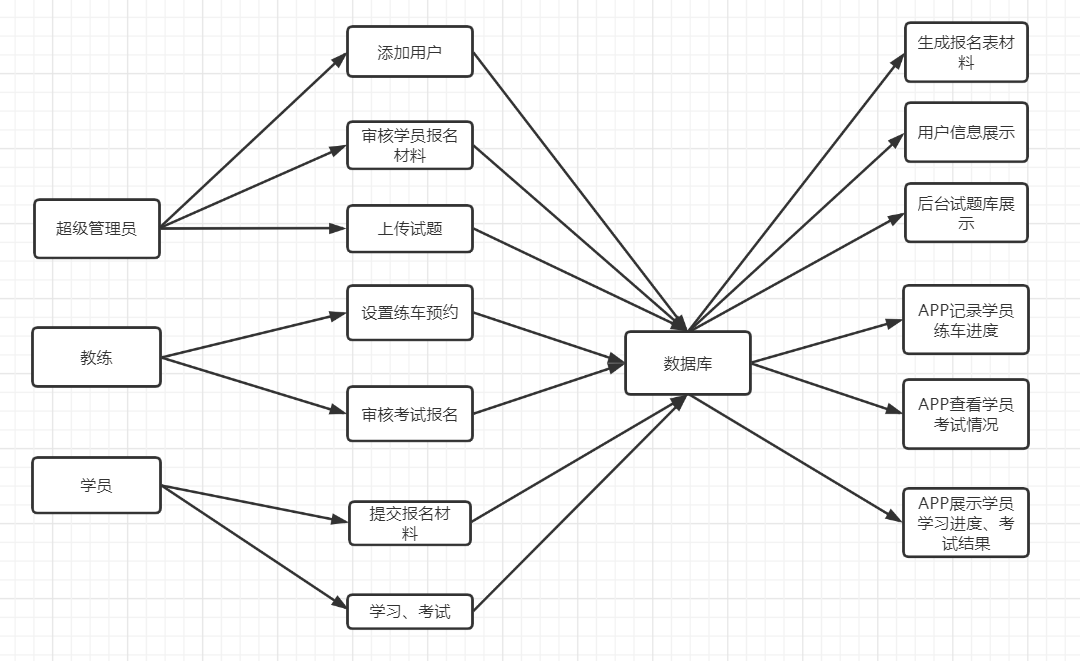 添加用户
审核学员报名
材料
超级管理员
上传试题
设置练车预约
教练
审核考试报名
学员
提交报名材
料
学习、考试
数据库
生成报名表材
料
用户信息展示
后台试题库展
示
APP记录学员
练车进度
APP查看学员
考试情况
APP展示学员
学习进度、考
试结果